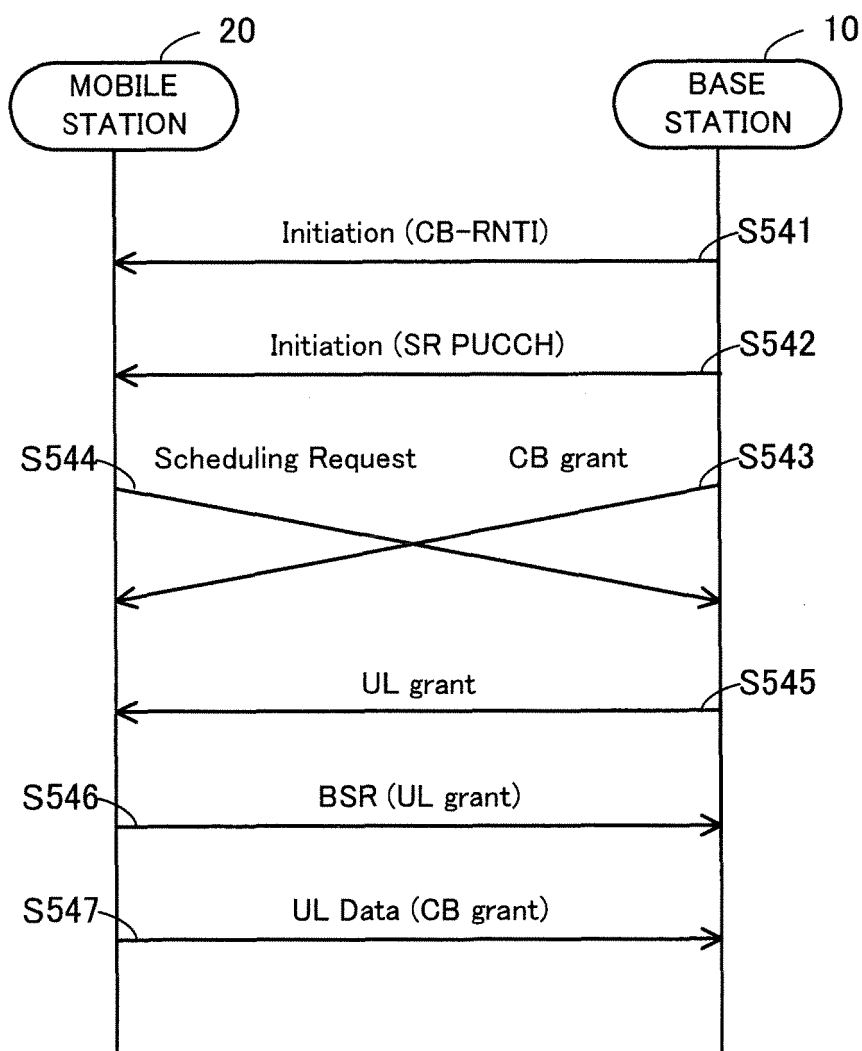 20
10
MOBILE
STATION
BASE
STATION
Initiation (CB-RNTI)
S541
Initiation (SR PUCCH)
S542
S544
Scheduling Request
CB grant
S543
UL grant
S545
S546
BSR (UL grant)
S547
UL Data (CB grant)